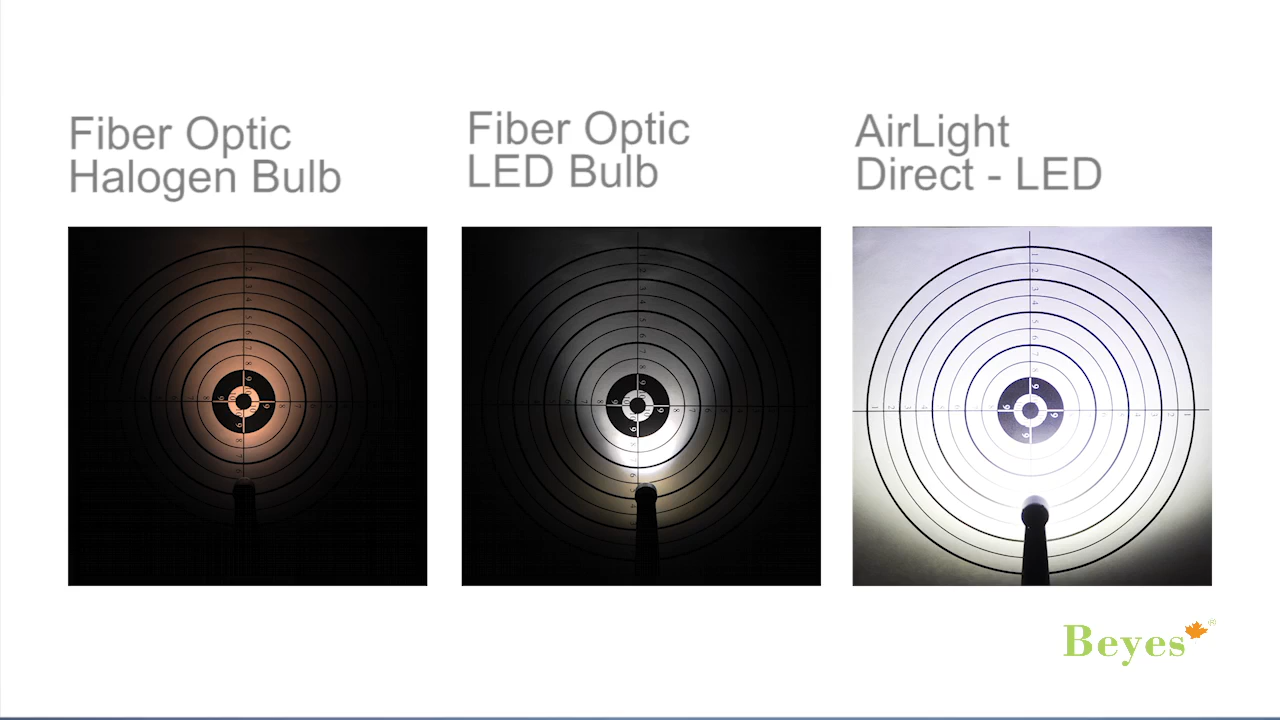 Fiber Optic
Halogen Bulb
Fiber Optic
LED Bulb
AirLight
Direct - LED
Beyes®